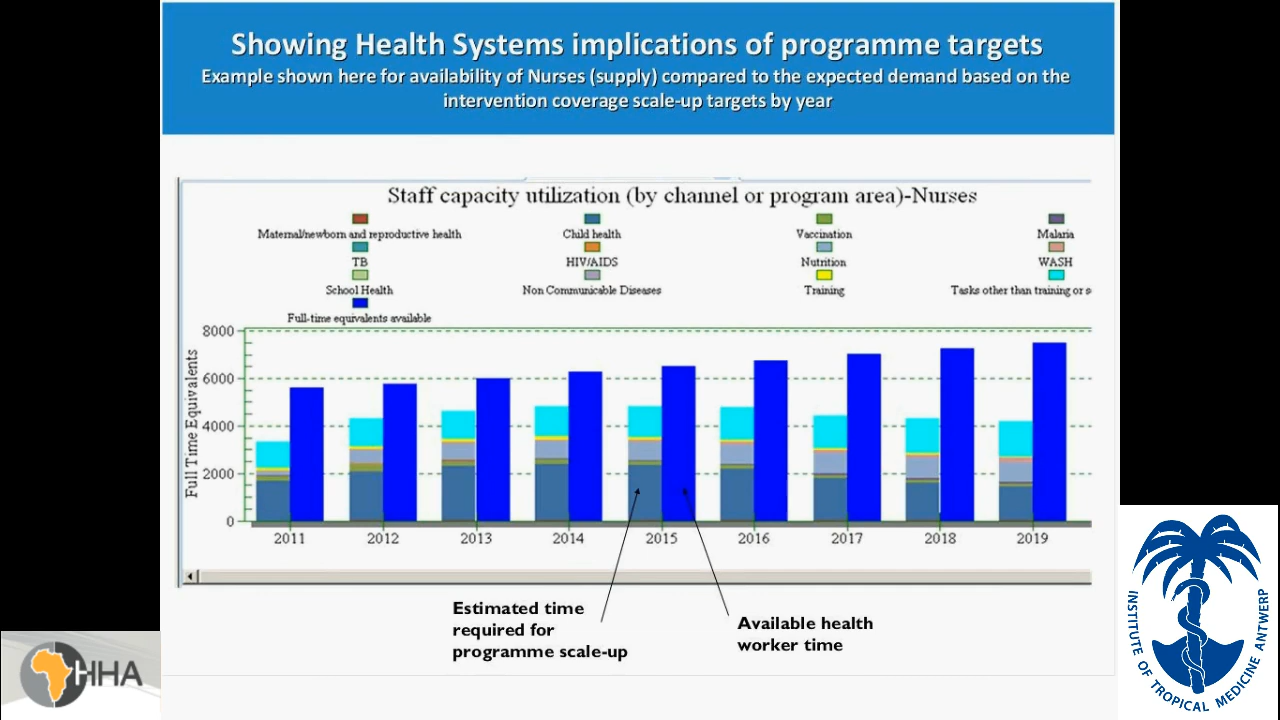 Showing Health Systems implications of programme targets
Example shown here for availability of Nurses (supply) compared to the expected demand based on the
intervention coverage scale-up targets by year
Staff capacity utilization (by channel or program area)-Nurses
Maternal/newborn and reproductive health
Child health
Vaccination
Malaria
TB
HIV/AIDS
Nutrition
WASH
School Health
Non Communicable Diseases
Training
Tasks other than training or s
Full-time equivalents available
Full Time Equivalents
8000
6000
4000
2000
0
2011 2012 2013 2014 2015 2016 2017 2018 2019
Estimated time
required for
programme scale-up
Available health
worker time
HHA
INSTITUTE OF TROPICAL MEDICINE ANTWERP